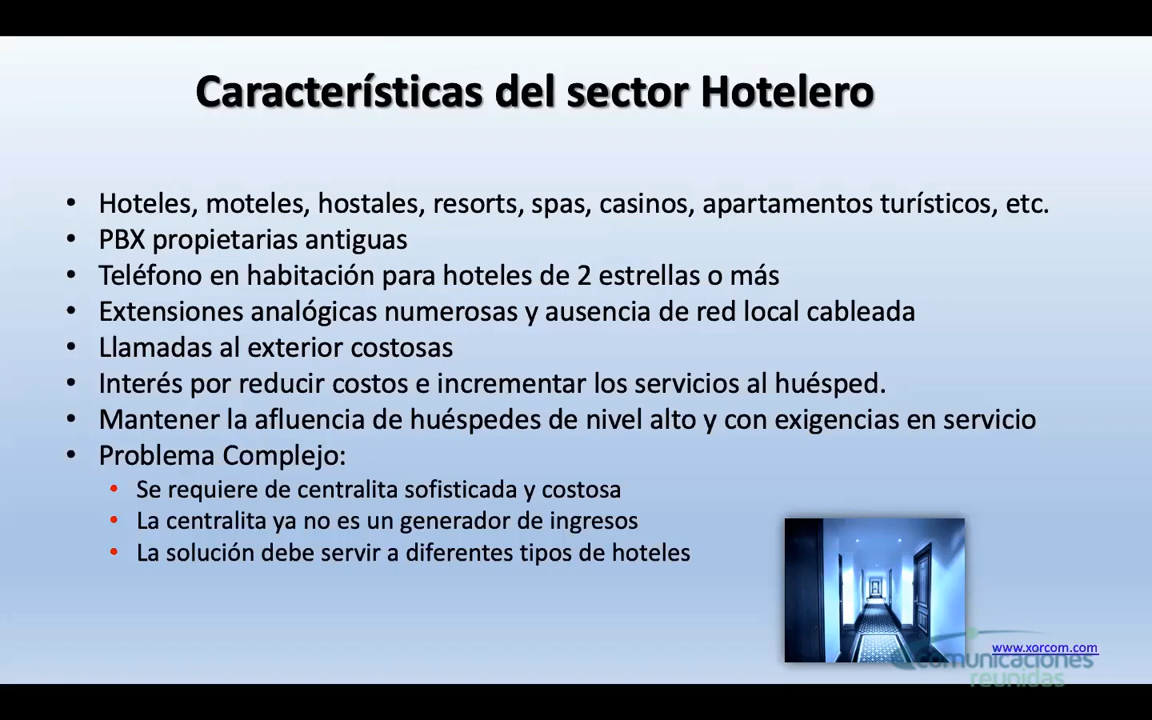 Características del sector Hotelero
• Hoteles, moteles, hostales, resorts, spas, casinos, apartamentos turísticos, etc.
• PBX propietarias antiguas
• Teléfono en habitación para hoteles de 2 estrellas o más
• Extensiones analógicas numerosas y ausencia de red local cableada
• Llamadas al exterior costosas
• Interés por reducir costos e incrementar los servicios al huésped.
• Mantener la afluencia de huéspedes de nivel alto y con exigencias en servicio
• Problema Complejo:
• Se requiere de centralita sofisticada y costosa
• La centralita ya no es un generador de ingresos
• La solución debe servir a diferentes tipos de hoteles
www.xorcom.com
comunicaciones
reunidas